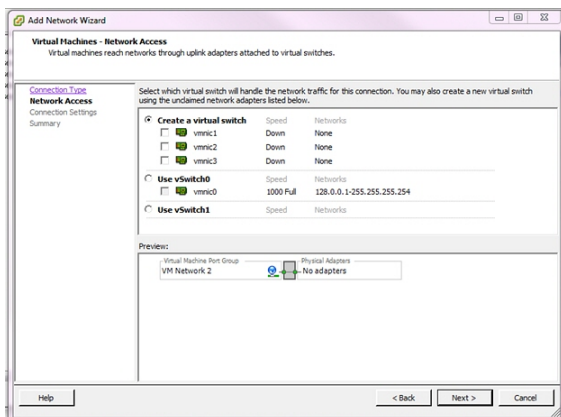 Add Network Wizard
Virtual Machines - Network Access
Virtual machines reach networks through uplink adapters attached to virtual switches.
Connection Type
Network Access
Connection Settings
Summary
Select which virtual switch will handle the network traffic for this connection. You may also create a new virtual switch
using the unclaimed network adapters listed below.
Create a virtual switch Speed Networks
vmnic1 Down None
vmnic2 Down None
vmnic3 Down None
Use vSwitch0 Speed Networks
vmnic0 1000 Full 128.0.0.1-255.255.255.254
Use vSwitch1 Speed Networks
Preview:
Virtual Machine Port Group Physical Adapters
VM Network 2 No adapters
Help < Back Next > Cancel